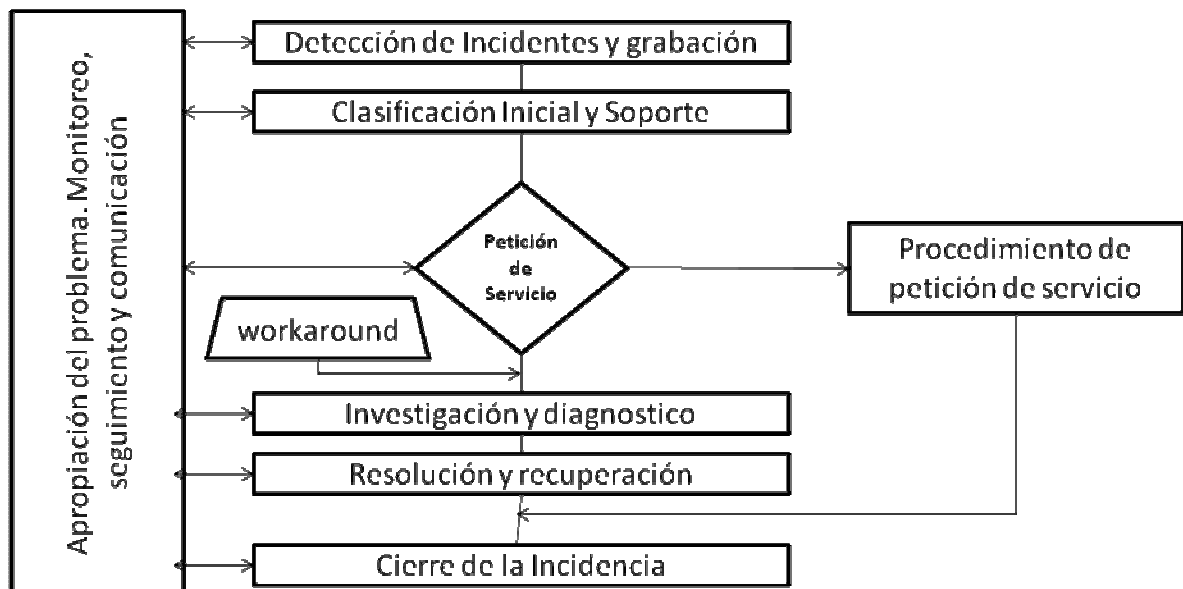 Apropiación del problema. Monitoreo,
seguimiento y comunicación
Detección de Incidentes y grabación
Clasificación Inicial y Soporte
Petición
de
Servicio
Procedimiento de
petición de servicio
workaround
Investigación y diagnostico
Resolución y recuperación
Cierre de la Incidencia